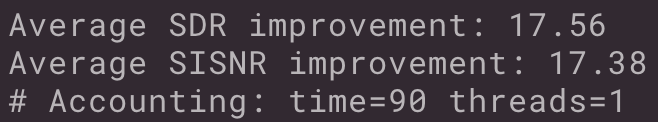 Average SDR improvement: 17.56
Average SISNR improvement: 17.38
# Accounting: time=90 threads=1